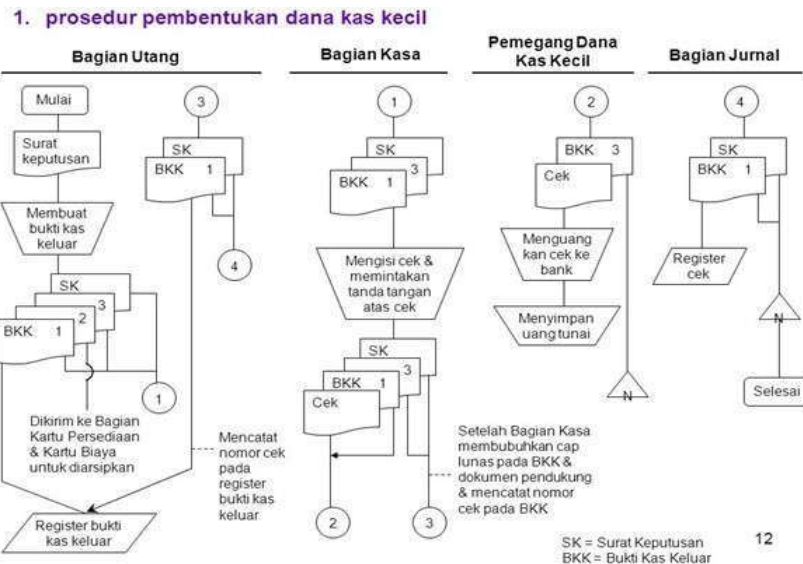 1. prosedur pembentukan dana kas kecil
Bagian Utang
Mulai
Surat
keputusan
Membuat
bukti kas
keluar
SK
3
2
BKK 1
1
Dikirim ke Bagian
Kartu Persediaan
& Kartu Biaya
untuk diarsipkan
Register bukti
kas keluar
3
SK
BKK 1
4
Mencatat
nomor cek
pada
register
bukti kas
keluar
Bagian Kasa
1
SK
3
BKK 1
Mengisi cek &
memintakan
tanda tangan
atas cek
SK
3
BKK 1
Cek
2
3
Setelah Bagian Kasa
membubuhkan cap
lunas pada BKK &
dokumen pendukung
& mencatat nomor
cek pada BKK
Pemegang Dana
Kas Kecil
2
BKK 3
Cek
Menguang
kan cek ke
bank
Menyimpan
uang tunai
N
Bagian Jurnal
4
SK
BKK 1
Register
cek
N
Selesai
SK = Surat Keputusan
BKK = Bukti Kas Keluar
12